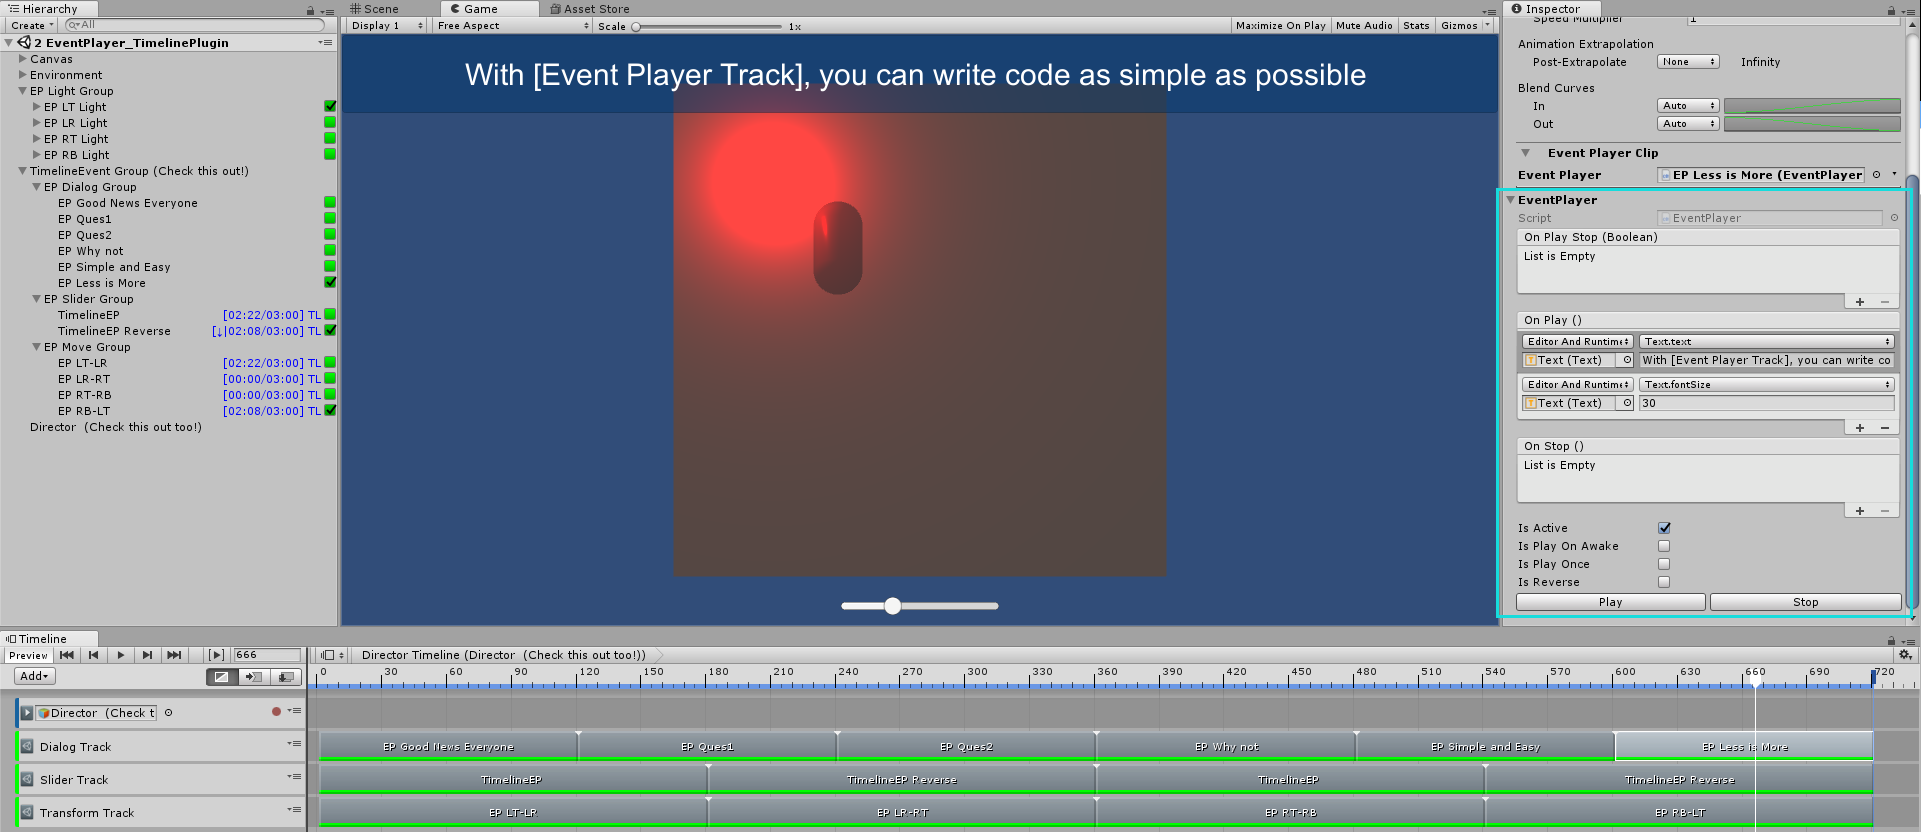 Hierarchy
Create
All
2 EventPlayer_TimelinePlugin
Canvas
Environment
EP Light Group
EP LT Light
EP LR Light
EP RT Light
EP RB Light
TimelineEvent Group (Check this out!)
EP Dialog Group
EP Good News Everyone
EP Ques1
EP Ques2
EP Why not
EP Simple and Easy
EP Less is More
EP Slider Group
TimelineEP [02:22/03:00] TL
TimelineEP Reverse [↓|02:08/03:00] TL
EP Move Group
EP LT-LR [02:22/03:00] TL
EP LR-RT [00:00/03:00] TL
EP RT-RB [00:00/03:00] TL
EP RB-LT [02:08/03:00] TL
Director (Check this out too!)
Scene Game Asset Store
Display 1 Free Aspect Scale 1x Maximize On Play Mute Audio Stats Gizmos
With [Event Player Track], you can write code as simple as possible
Inspector
Speed Multiplier 1
Animation Extrapolation
Post-Extrapolate None Infinity
Blend Curves
In Auto
Out Auto
Event Player Clip
Event Player EP Less is More (EventPlayer
EventPlayer
Script EventPlayer
On Play Stop (Boolean)
List is Empty
On Play ()
Editor And Runtime Text.text
Text (Text) With [Event Player Track], you can write co
Editor And Runtime Text.fontSize
Text (Text) 30
On Stop ()
List is Empty
Is Active
Is Play On Awake
Is Play Once
Is Reverse
Play Stop
Timeline
Preview 666 Director Timeline (Director (Check this out too!))
Add
0 30 60 90 120 150 180 210 240 270 300 330 360 390 420 450 480 510 540 570 600 630 660 690 720
Director (Check t
Dialog Track EP Good News Everyone EP Ques1 EP Ques2 EP Why not EP Simple and Easy EP Less is More
Slider Track TimelineEP TimelineEP Reverse TimelineEP TimelineEP Reverse
Transform Track EP LT-LR EP LR-RT EP RT-RB EP RB-LT